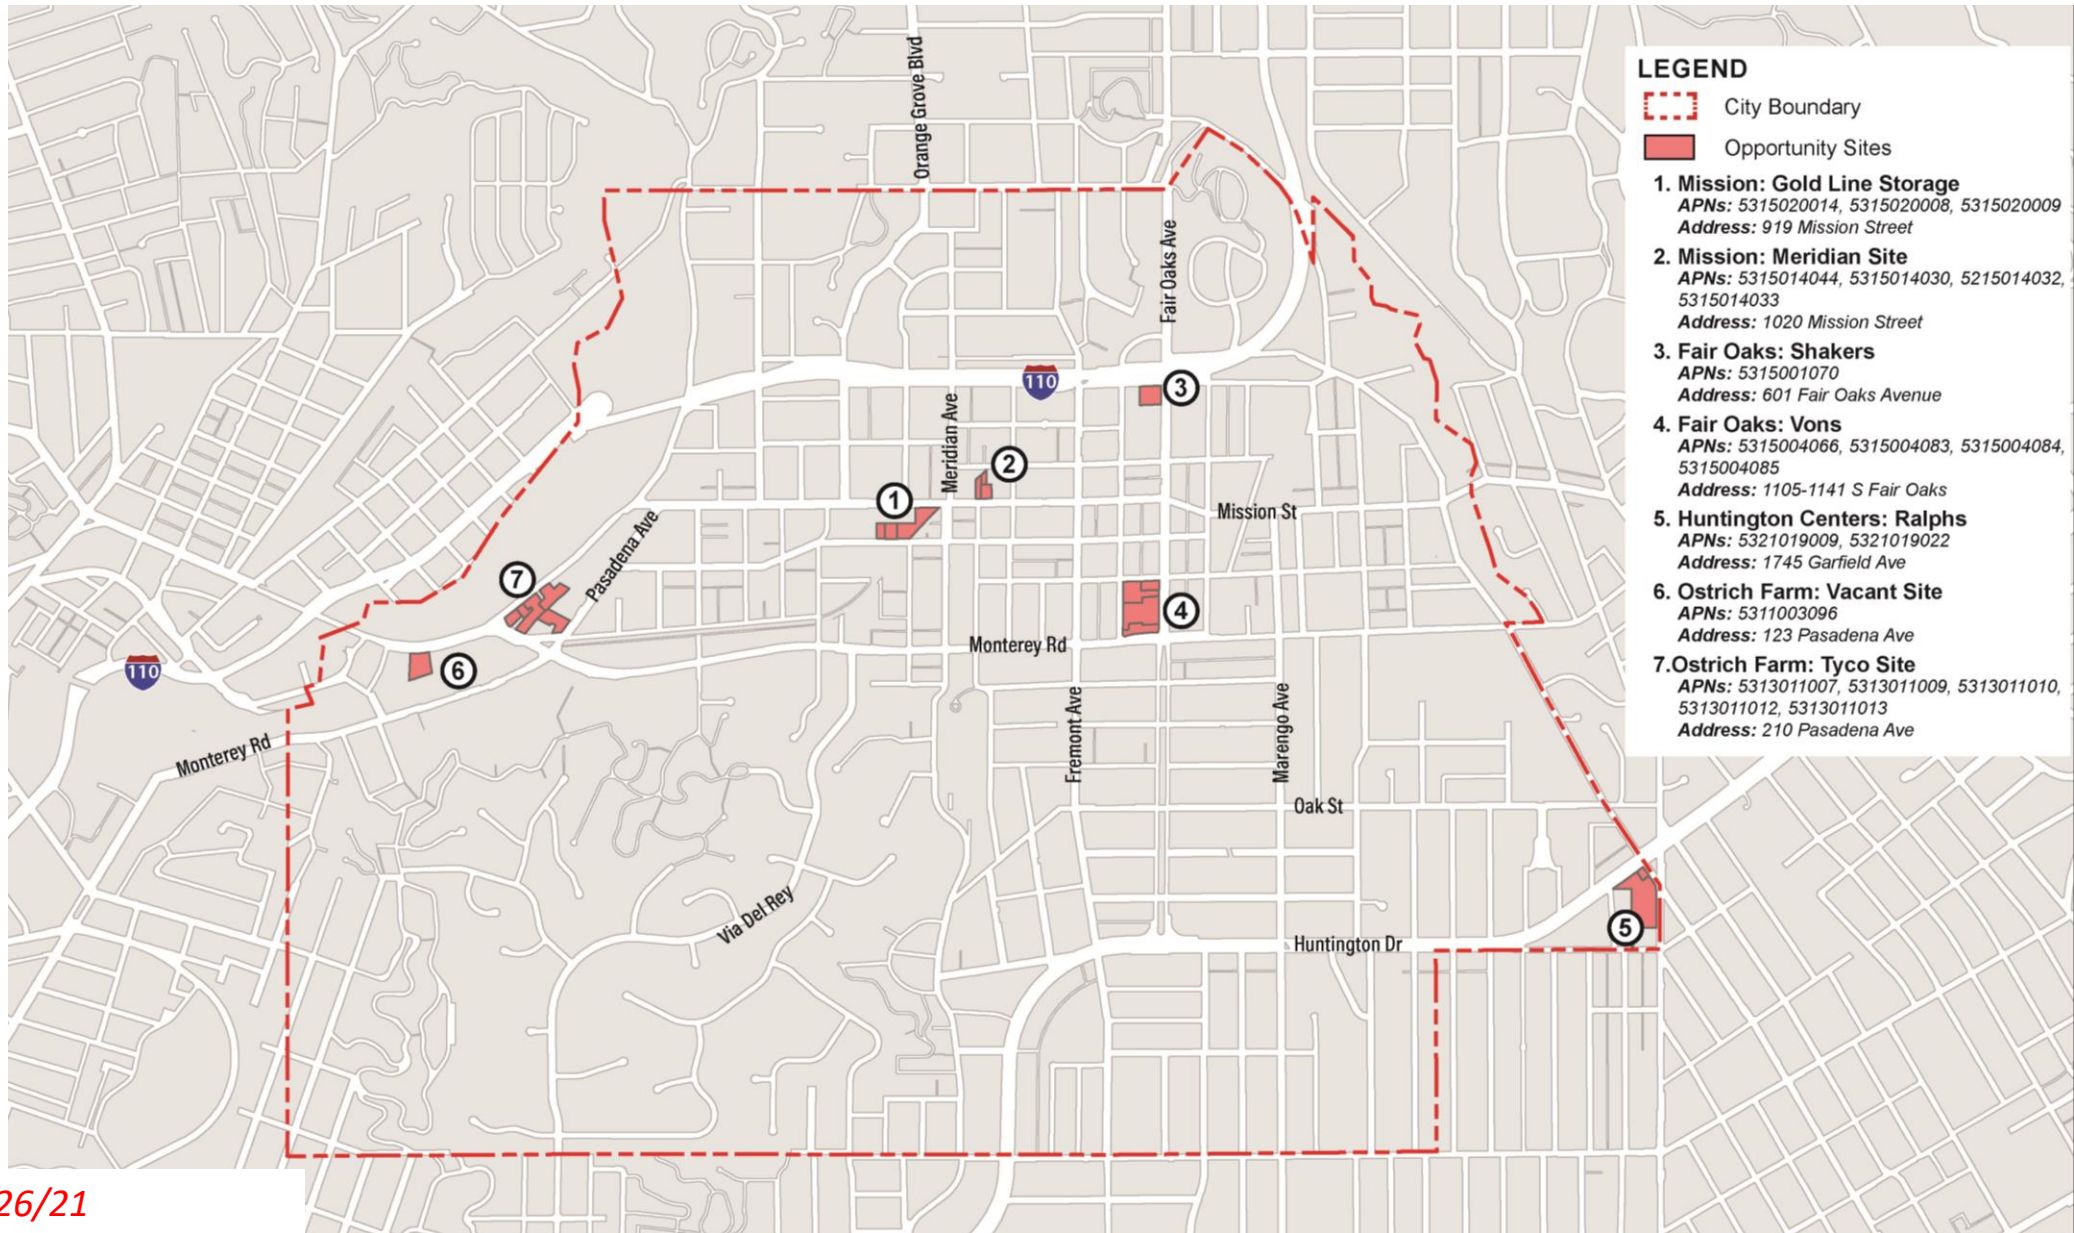 Orange Grove Blvd
Fair Oaks Ave
110
3
Meridian Ave
2
1
Mission St
Pasadena Ave
7
4
Monterey Rd
6
110
Monterey Rd
Fremont Ave
Marengo Ave
Oak St
Via Del Rey
5
Huntington Dr
26/21
LEGEND
City Boundary
Opportunity Sites
1. Mission: Gold Line Storage
APNs: 5315020014, 5315020008, 5315020009
Address: 919 Mission Street
2. Mission: Meridian Site
APNs: 5315014044, 5315014030, 5215014032,
5315014033
Address: 1020 Mission Street
3. Fair Oaks: Shakers
APNs: 5315001070
Address: 601 Fair Oaks Avenue
4. Fair Oaks: Vons
APNs: 5315004066, 5315004083, 5315004084,
5315004085
Address: 1105-1141 S Fair Oaks
5. Huntington Centers: Ralphs
APNs: 5321019009, 5321019022
Address: 1745 Garfield Ave
6. Ostrich Farm: Vacant Site
APNs: 5311003096
Address: 123 Pasadena Ave
7.Ostrich Farm: Tyco Site
APNs: 5313011007, 5313011009, 5313011010,
5313011012, 5313011013
Address: 210 Pasadena Ave